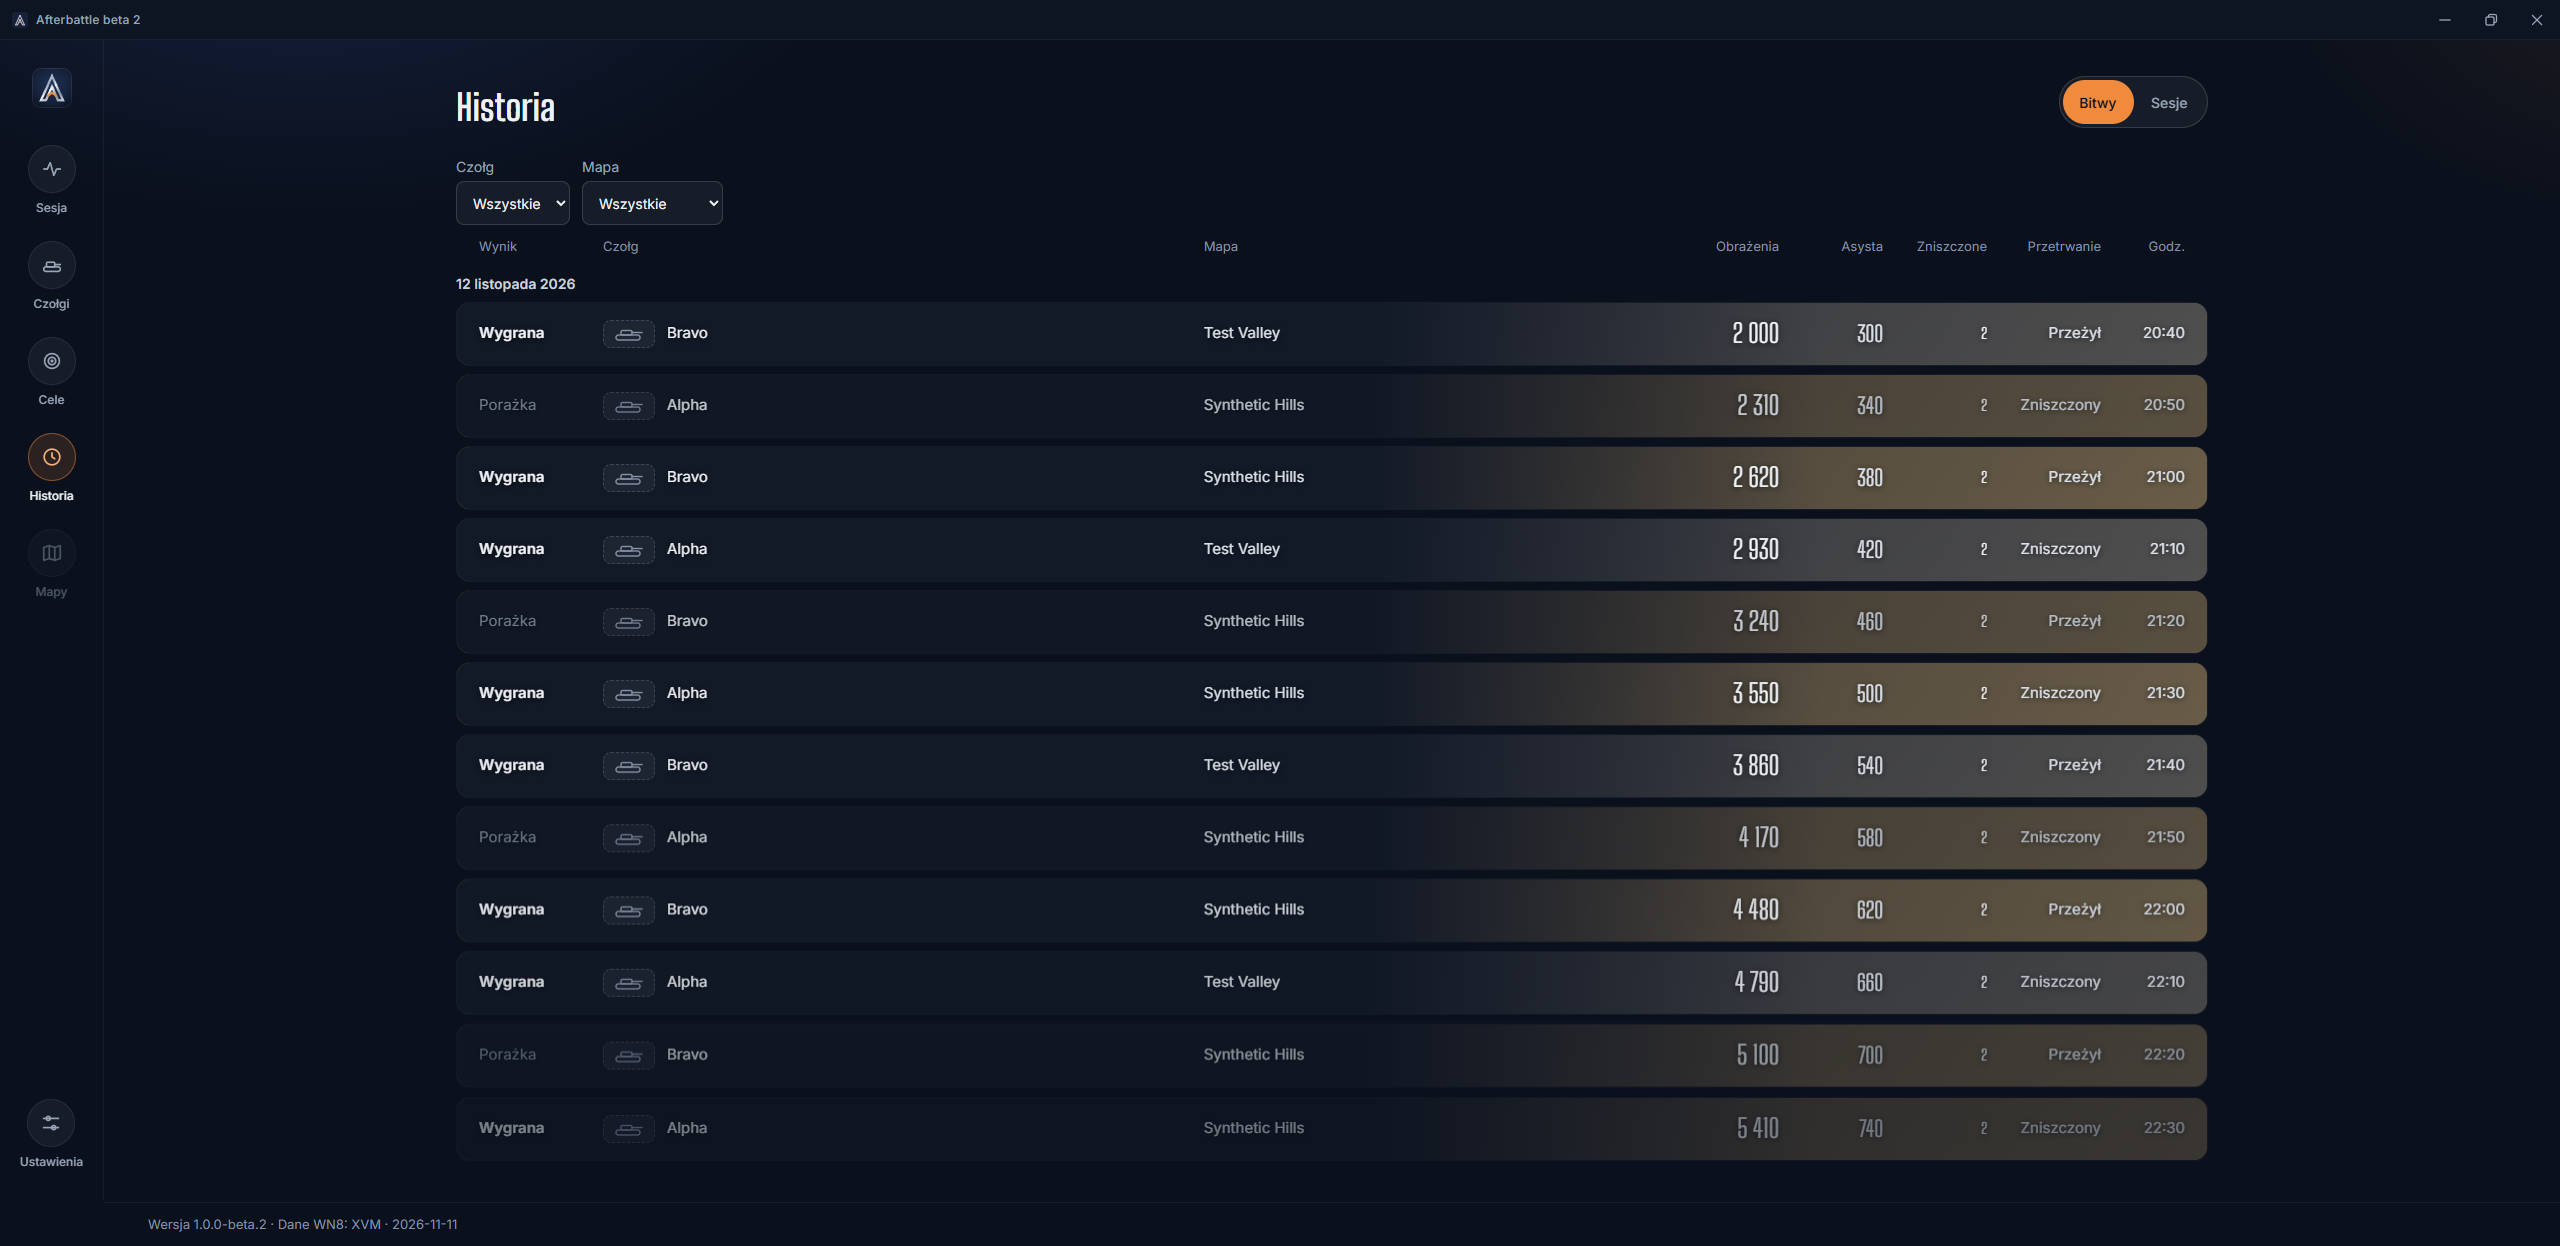 Afterbattle beta 2
Historia
Bitwy Sesje
Sesja
Czołgi
Cele
Historia
Mapy
Ustawienia
Czołg Mapa
Wszystkie Wszystkie
Wynik Czołg Mapa Obrażenia Asysta Zniszczone Przetrwanie Godz.
12 listopada 2026
Wygrana Bravo Test Valley 2 000 300 2 Przeżył 20:40
Porażka Alpha Synthetic Hills 2 310 340 2 Zniszczony 20:50
Wygrana Bravo Synthetic Hills 2 620 380 2 Przeżył 21:00
Wygrana Alpha Test Valley 2 930 420 2 Zniszczony 21:10
Porażka Bravo Synthetic Hills 3 240 460 2 Przeżył 21:20
Wygrana Alpha Synthetic Hills 3 550 500 2 Zniszczony 21:30
Wygrana Bravo Test Valley 3 860 540 2 Przeżył 21:40
Porażka Alpha Synthetic Hills 4 170 580 2 Zniszczony 21:50
Wygrana Bravo Synthetic Hills 4 480 620 2 Przeżył 22:00
Wygrana Alpha Test Valley 4 790 660 2 Zniszczony 22:10
Porażka Bravo Synthetic Hills 5 100 700 2 Przeżył 22:20
Wygrana Alpha Synthetic Hills 5 410 740 2 Zniszczony 22:30
Wersja 1.0.0-beta.2 · Dane WN8: XVM · 2026-11-11